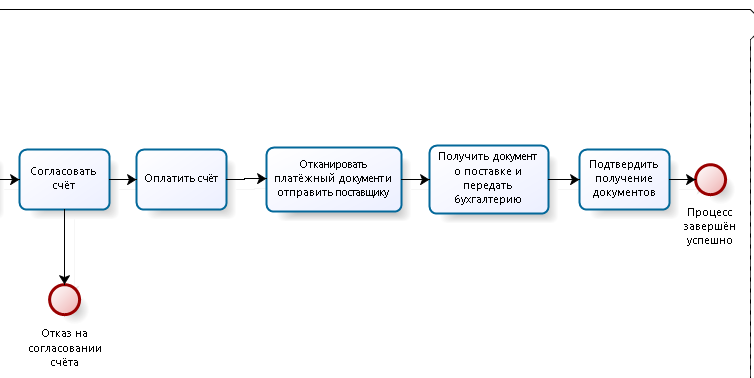 Согласовать
счёт
Оплатить счёт
Отканировать
платёжный документи
отправить поставщику
Получить документ
о поставке и
передать
бухгалтерию
Подтвердить
получение
документов
Процесс
завершён
успешно
Отказ на
согласовании
счёта